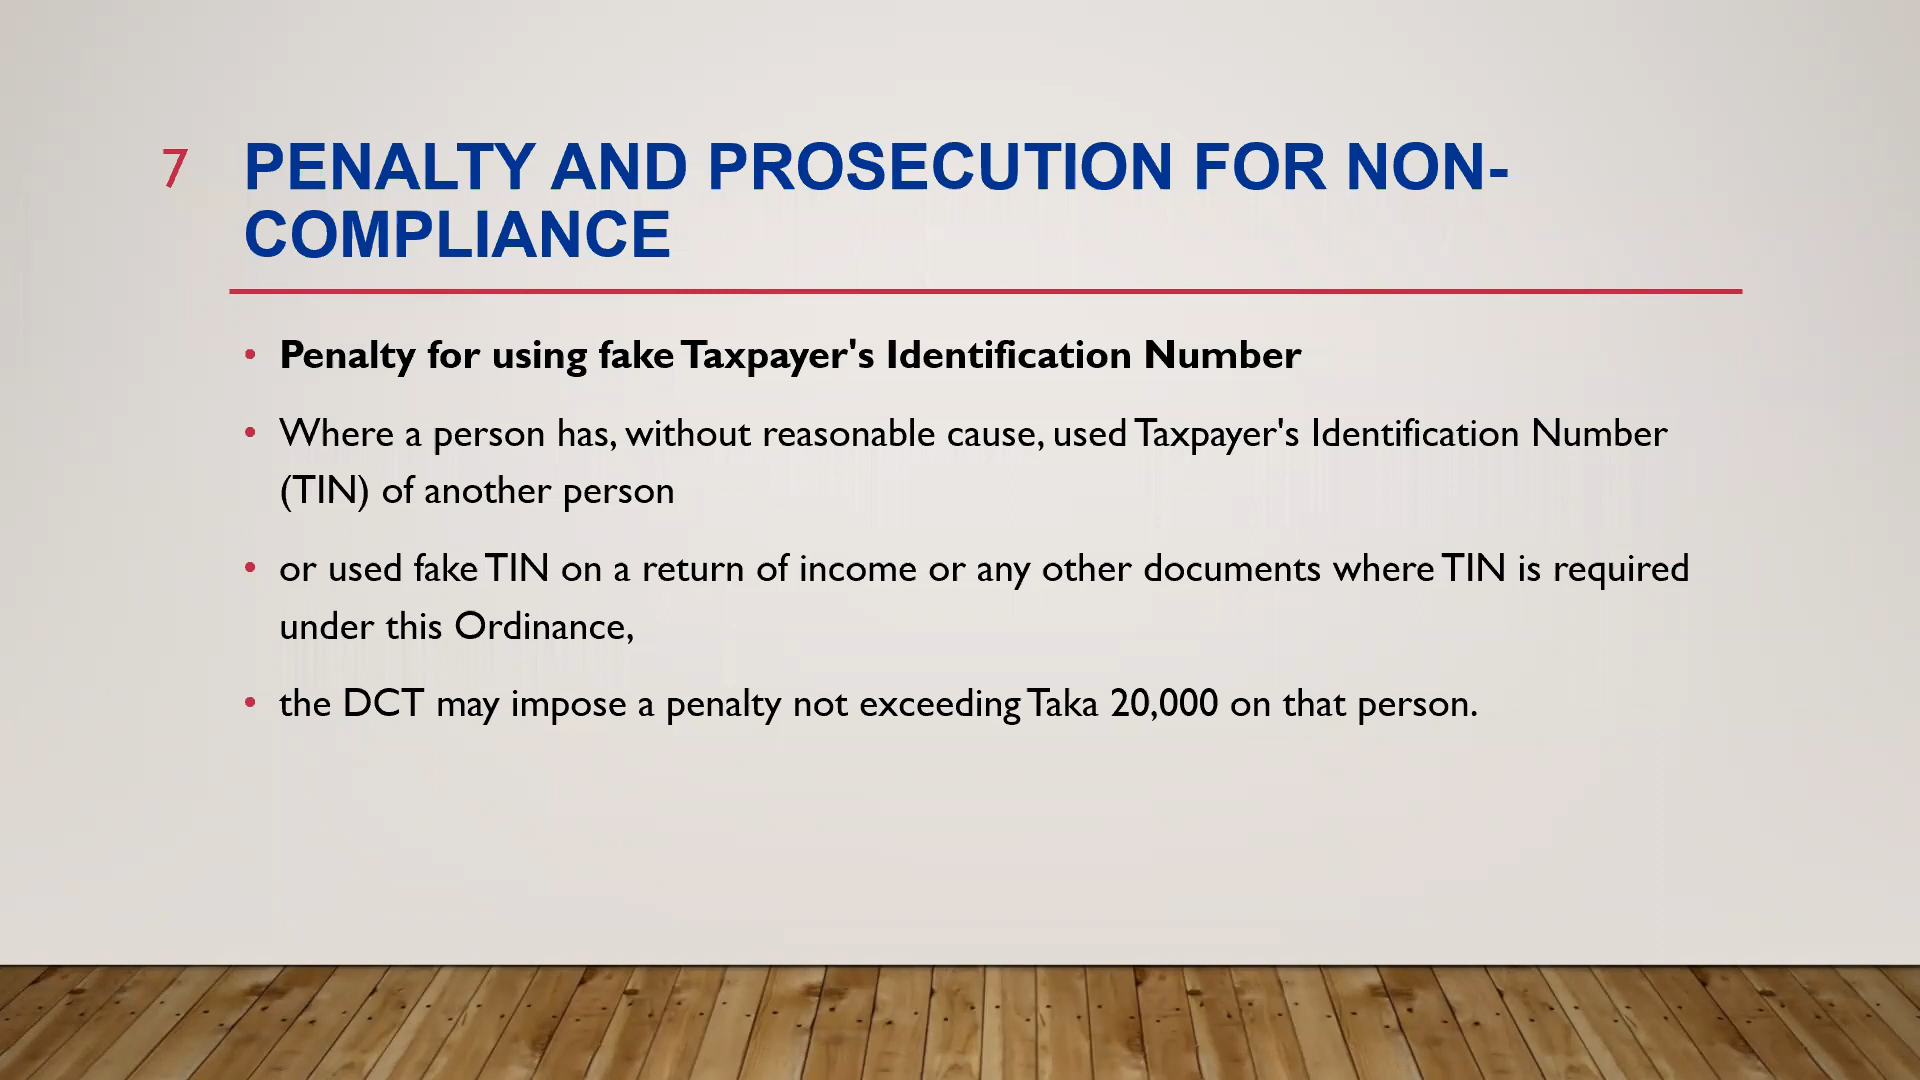 7
PENALTY AND PROSECUTION FOR NON-
COMPLIANCE
• Penalty for using fake Taxpayer's Identification Number
• Where a person has, without reasonable cause, used Taxpayer's Identification Number
(TIN) of another person
• or used fake TIN on a return of income or any other documents where TIN is required
under this Ordinance,
• the DCT may impose a penalty not exceeding Taka 20,000 on that person.